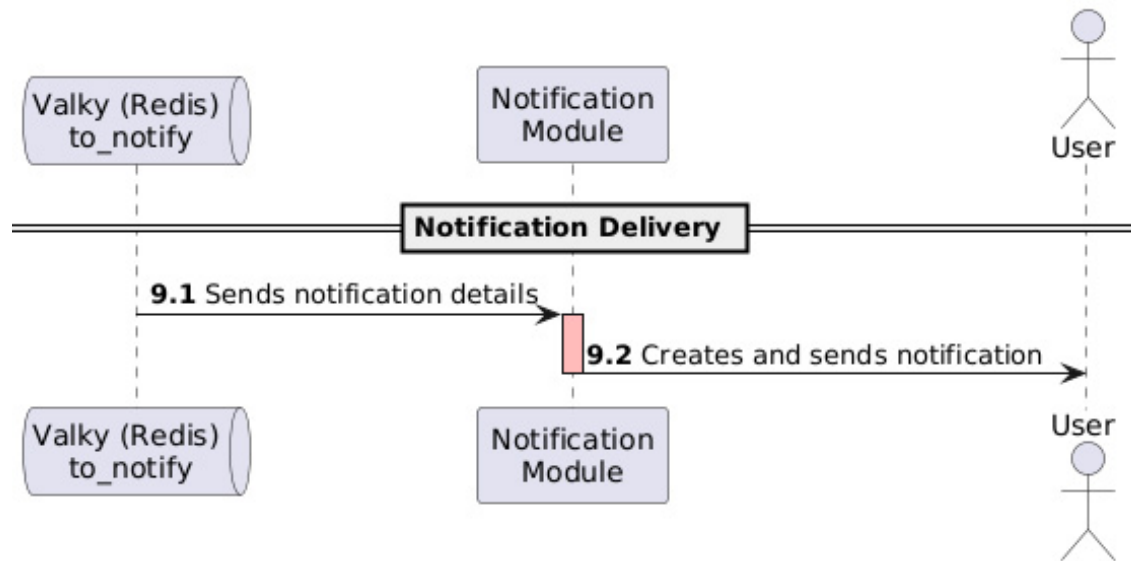 Valky (Redis)
to_notify
Notification
Module
User
Notification Delivery
9.1 Sends notification details
9.2 Creates and sends notification
Valky (Redis)
to_notify
Notification
Module
User